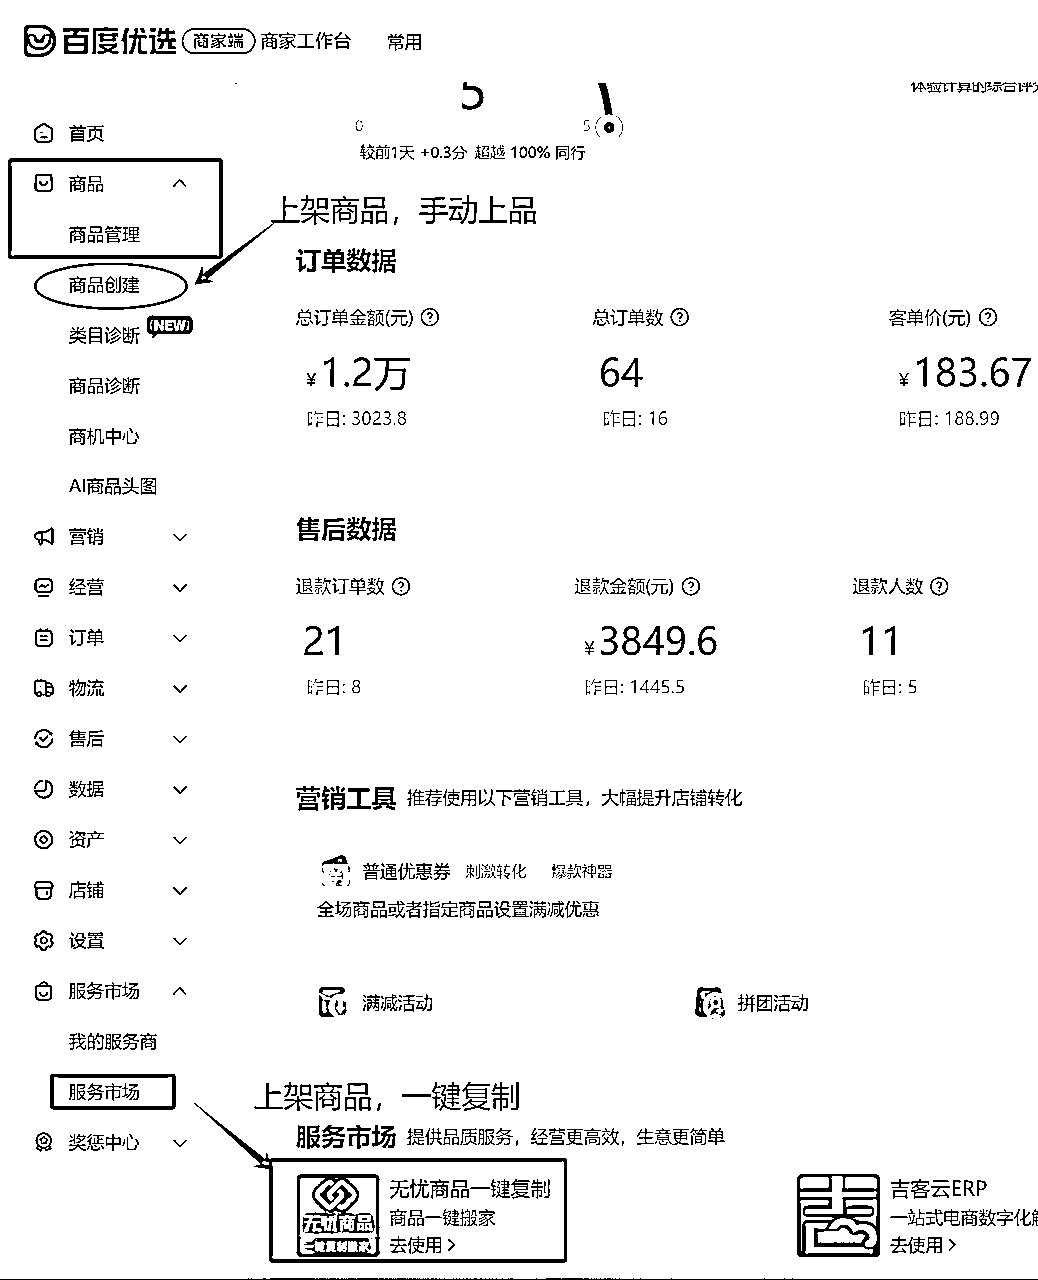 百度优选 商家端 商家工作台 常用
5
体验计算的综合评
0 5
较前1天 +0.3分 超越 100% 同行
首页
商品
商品管理
商品创建
类目诊断 NEW
商品诊断
商机中心
AI商品头图
营销
经营
订单
物流
售后
数据
资产
店铺
设置
服务市场
我的服务商
服务市场
奖惩中心
上架商品，手动上品
订单数据
总订单金额(元) 总订单数 客单价(元)
¥1.2万 64 ¥183.67
昨日: 3023.8 昨日: 16 昨日: 188.99
售后数据
退款订单数 退款金额(元) 退款人数
21 ¥3849.6 11
昨日: 8 昨日: 1445.5 昨日: 5
营销工具 推荐使用以下营销工具，大幅提升店铺转化
普通优惠券 刺激转化 爆款神器
全场商品或者指定商品设置满减优惠
满减活动 拼团活动
上架商品，一键复制
服务市场 提供品质服务，经营更高效，生意更简单
无忧商品
无忧商品一键复制
商品一键搬家
去使用 >
吉客云ERP
一站式电商数字化
去使用 >